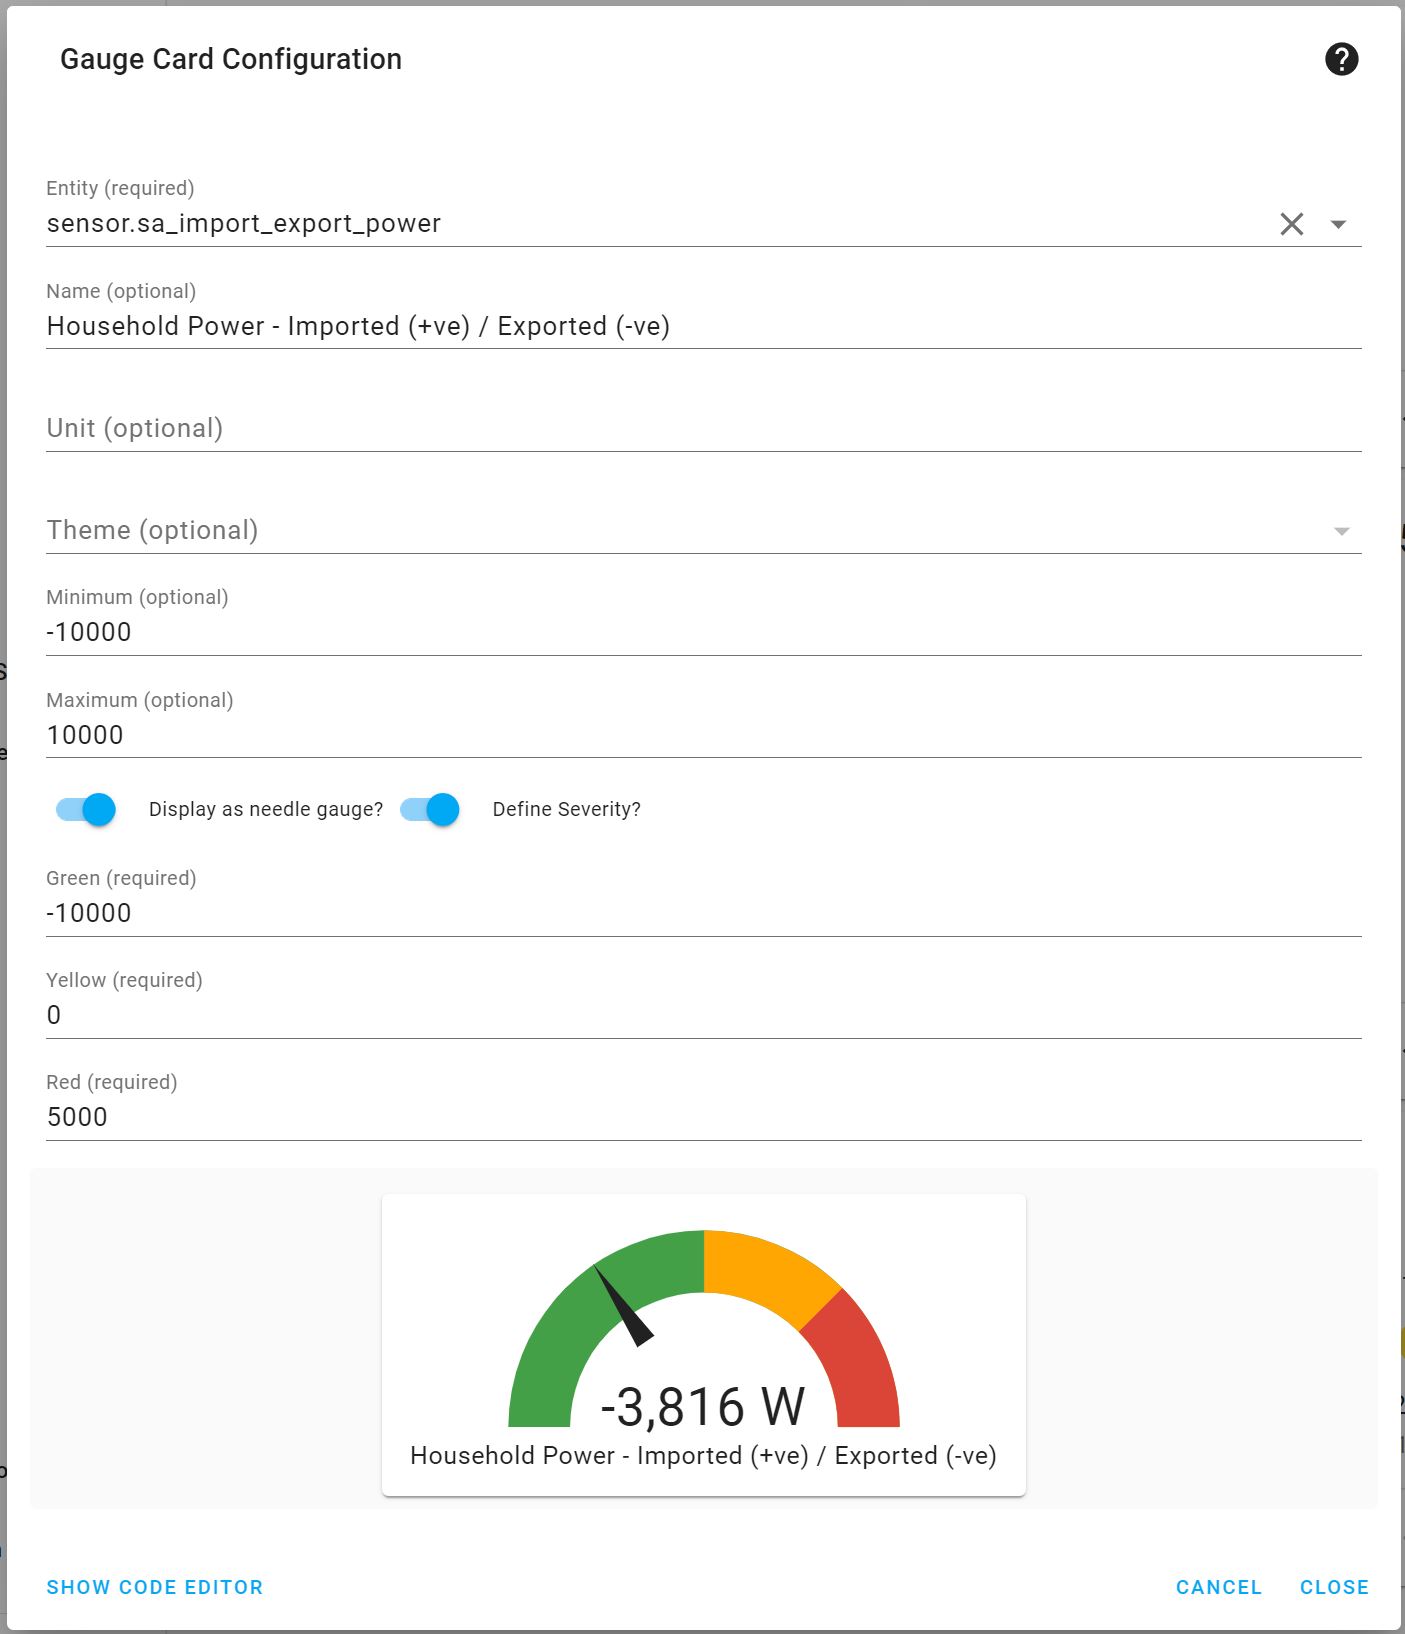 Gauge Card Configuration
Entity (required)
sensor.sa_import_export_power
Name (optional)
Household Power - Imported (+ve) / Exported (-ve)
Unit (optional)
Theme (optional)
Minimum (optional)
-10000
Maximum (optional)
10000
Display as needle gauge? Define Severity?
Green (required)
-10000
Yellow (required)
0
Red (required)
5000
-3,816 W
Household Power - Imported (+ve) / Exported (-ve)
SHOW CODE EDITOR CANCEL CLOSE